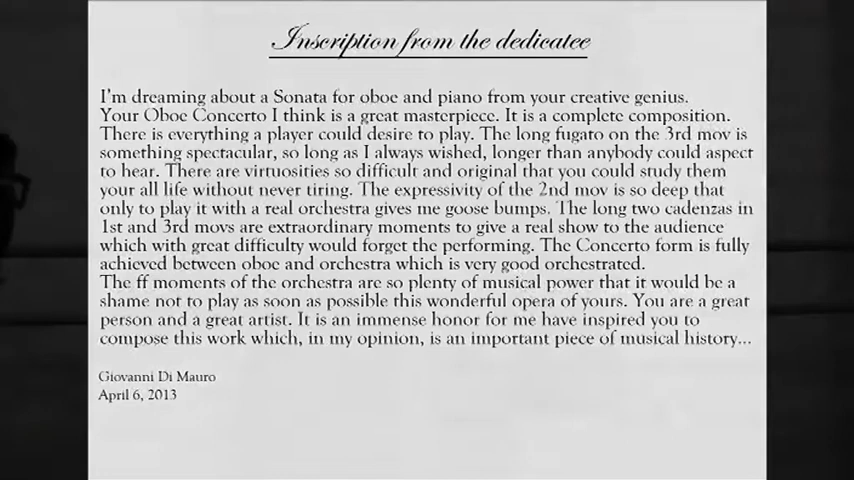 Inscription from the dedicatee
I'm dreaming about a Sonata for oboe and piano from your creative genius.
Your Oboe Concerto I think is a great masterpiece. It is a complete composition.
There is everything a player could desire to play. The long fugato on the 3rd mov is
something spectacular, so long as I always wished, longer than anybody could aspect
to hear. There are virtuosities so difficult and original that you could study them
your all life without never tiring. The expressivity of the 2nd mov is so deep that
only to play it with a real orchestra gives me goose bumps. The long two cadenzas in
1st and 3rd movs are extraordinary moments to give a real show to the audience
which with great difficulty would forget the performing. The Concerto form is fully
achieved between oboe and orchestra which is very good orchestrated.
The ff moments of the orchestra are so plenty of musical power that it would be a
shame not to play as soon as possible this wonderful opera of yours. You are a great
person and a great artist. It is an immense honor for me have inspired you to
compose this work which, in my opinion, is an important piece of musical history...
Giovanni Di Mauro
April 6, 2013